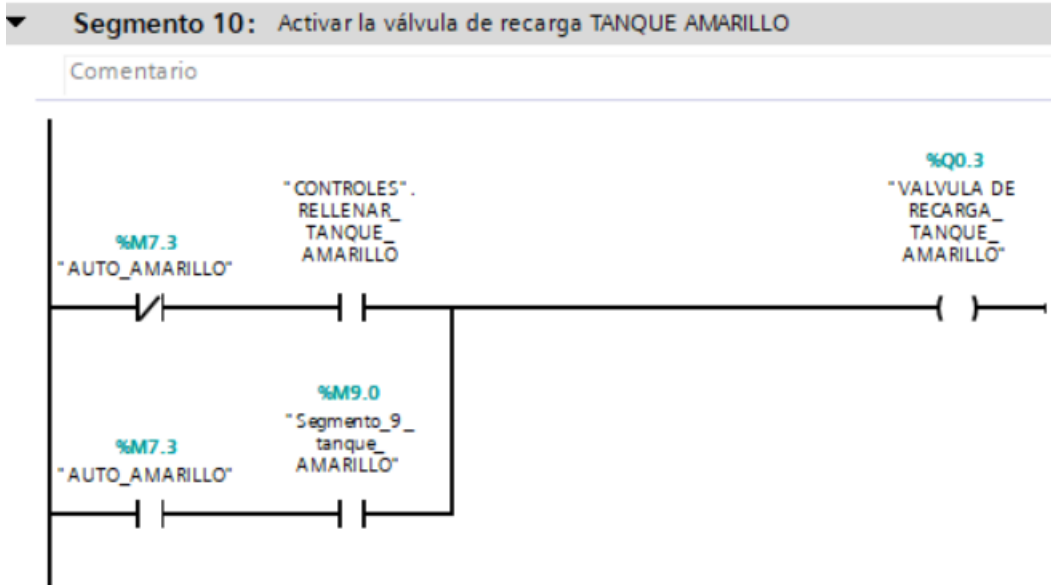 Segmento 10: Activar la válvula de recarga TANQUE AMARILLO
Comentario
%Q0.3
"VALVULA DE
RECARGA_
TANQUE_
AMARILLO"
"CONTROLES".
RELLENAR_
TANQUE_
AMARILLO
%M7.3
"AUTO_AMARILLO"
%M9.0
"Segmento_9_
tanque_
AMARILLO"
%M7.3
"AUTO_AMARILLO"